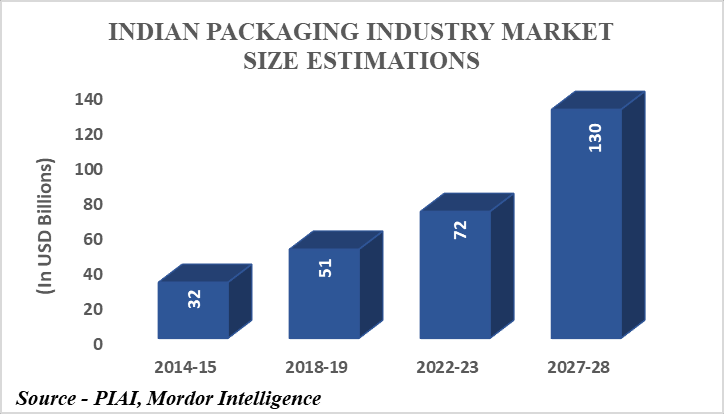 INDIAN PACKAGING INDUSTRY MARKET
SIZE ESTIMATIONS
(In USD Billions)
140
120
100
80
60
40
20
0
32
51
72
130
2014-15 2018-19 2022-23 2027-28
Source - PIAI, Mordor Intelligence